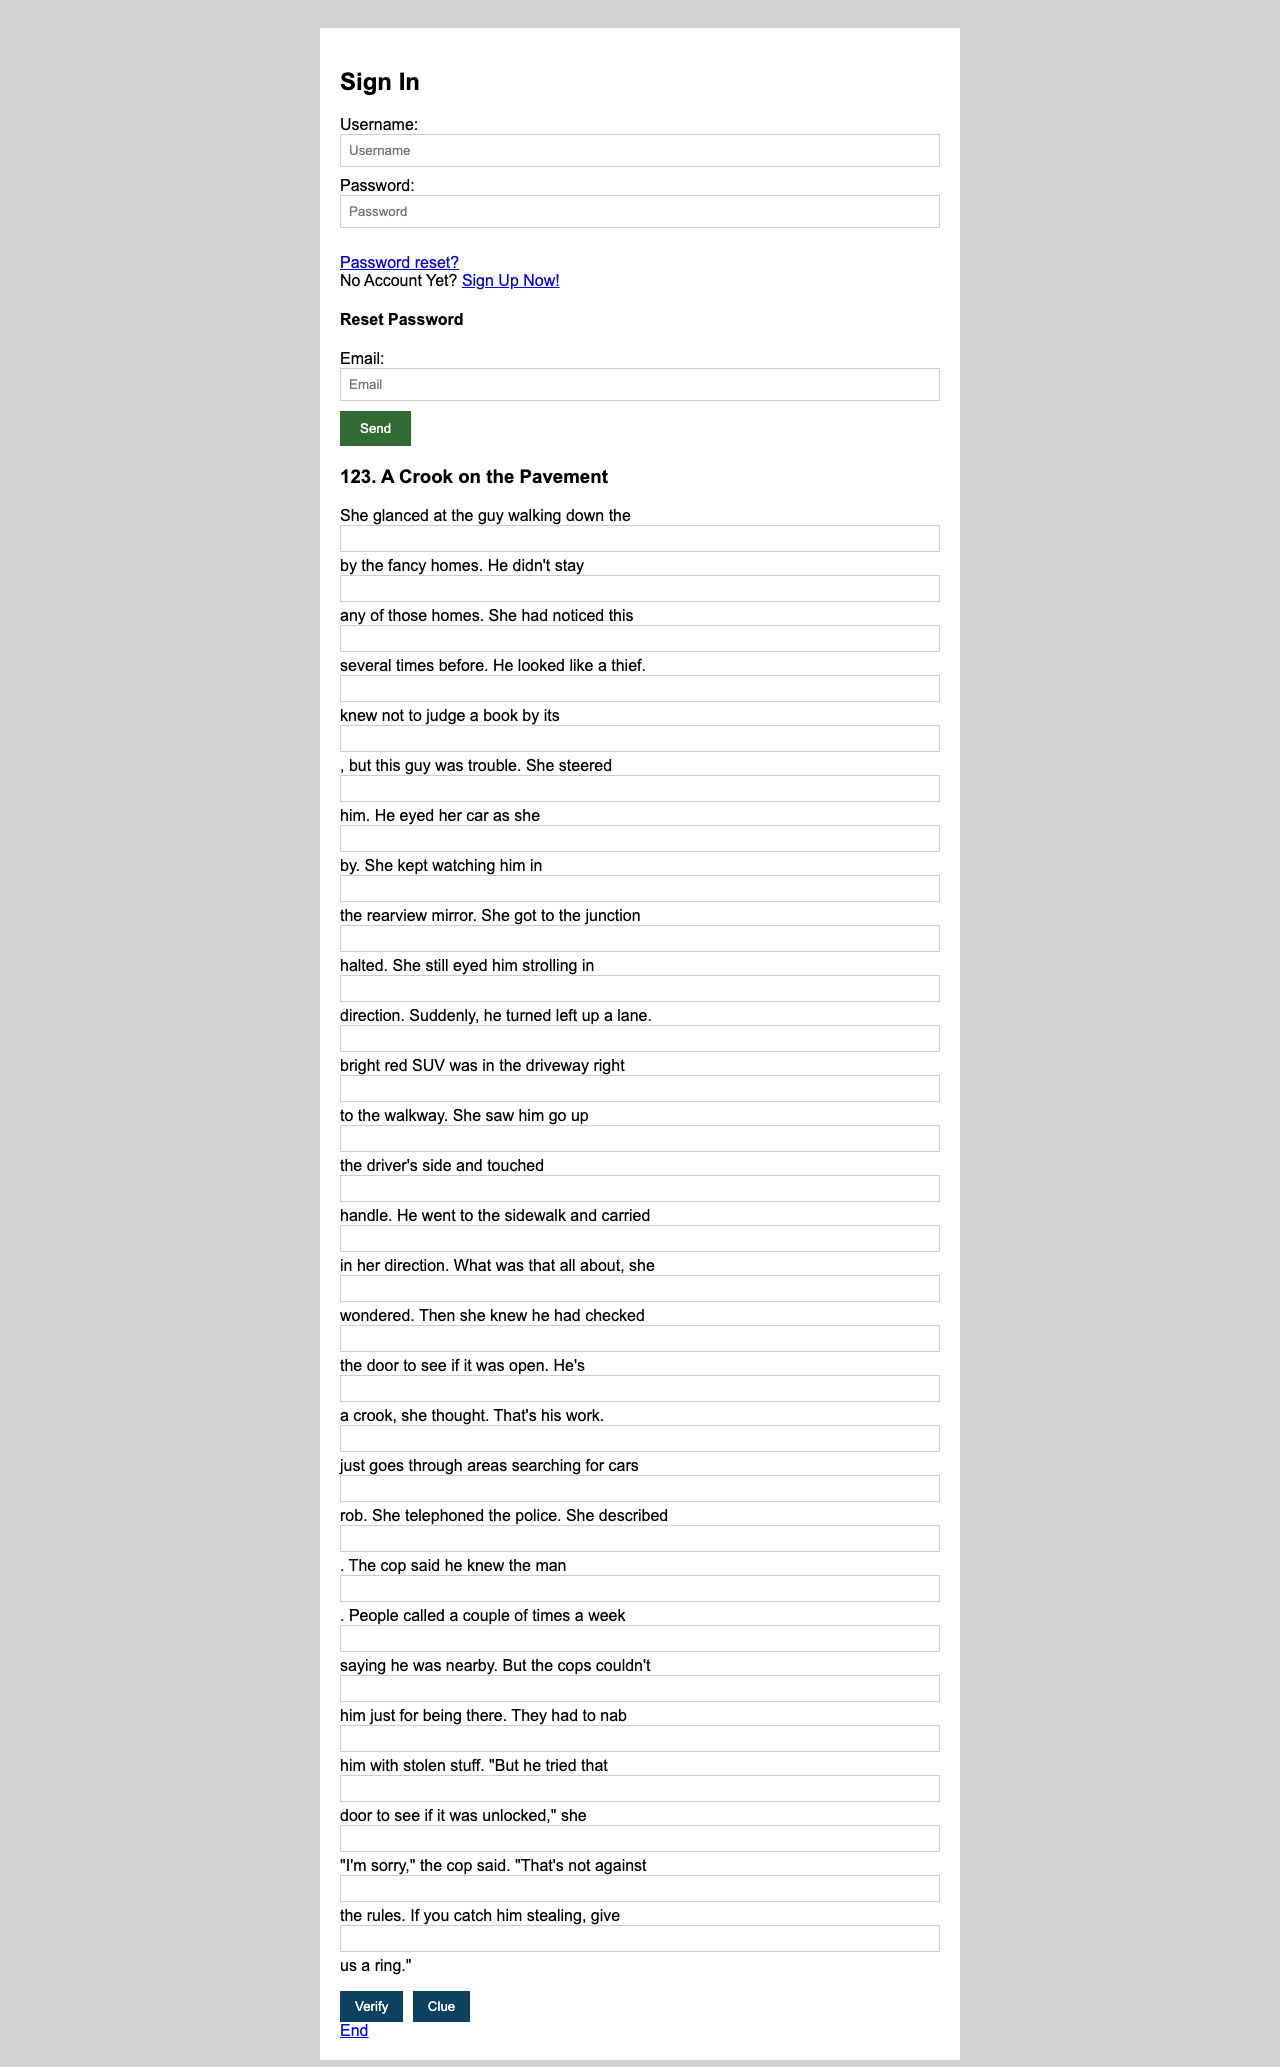 Sign In
Username:
Username
Password:
Password
Password reset?
No Account Yet? Sign Up Now!
Reset Password
Email:
Email
Send
123. A Crook on the Pavement
She glanced at the guy walking down the
by the fancy homes. He didn't stay
any of those homes. She had noticed this
several times before. He looked like a thief.
knew not to judge a book by its
, but this guy was trouble. She steered
him. He eyed her car as she
by. She kept watching him in
the rearview mirror. She got to the junction
halted. She still eyed him strolling in
direction. Suddenly, he turned left up a lane.
bright red SUV was in the driveway right
to the walkway. She saw him go up
the driver's side and touched
handle. He went to the sidewalk and carried
in her direction. What was that all about, she
wondered. Then she knew he had checked
the door to see if it was open. He's
a crook, she thought. That's his work.
just goes through areas searching for cars
rob. She telephoned the police. She described
. The cop said he knew the man
. People called a couple of times a week
saying he was nearby. But the cops couldn't
him just for being there. They had to nab
him with stolen stuff. "But he tried that
door to see if it was unlocked," she
"I'm sorry," the cop said. "That's not against
the rules. If you catch him stealing, give
us a ring."
Verify Clue
End